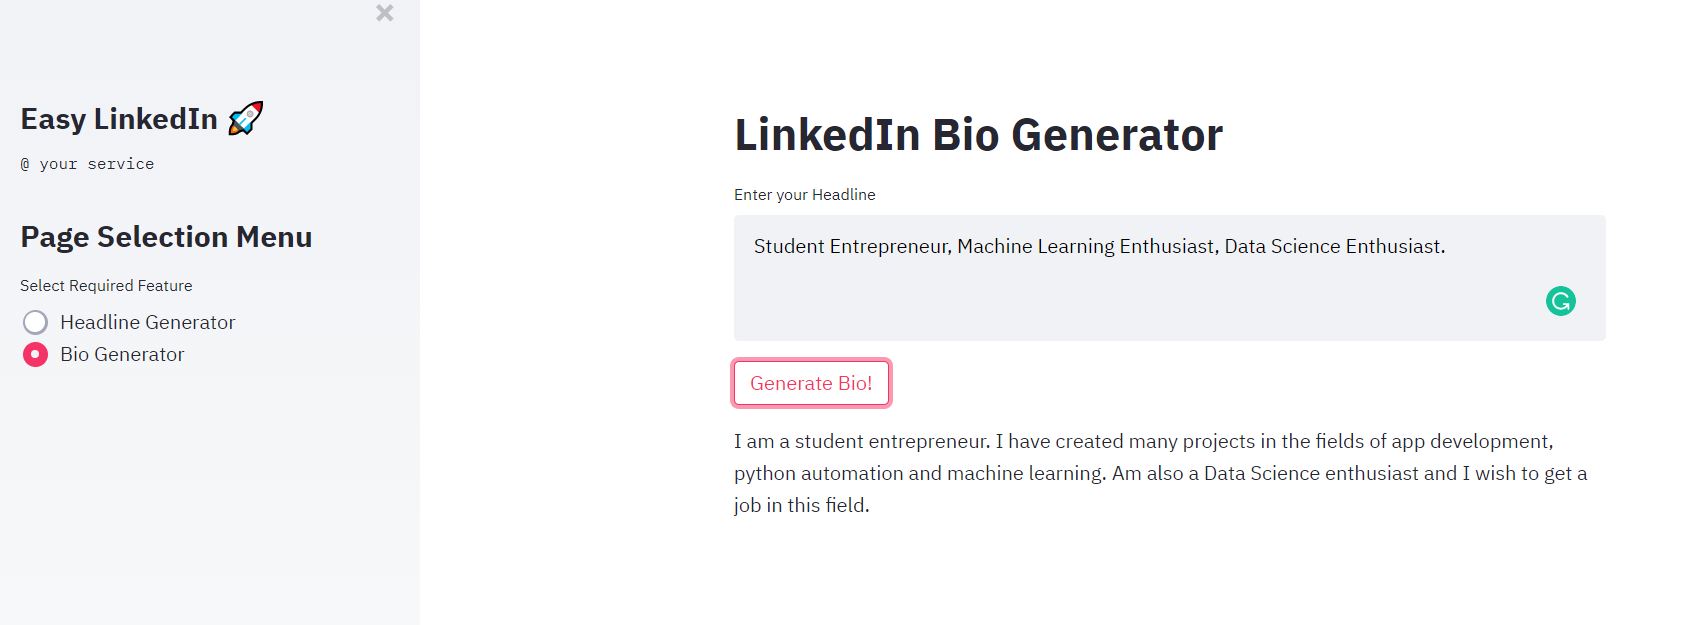 Easy LinkedIn 🚀
@ your service
Page Selection Menu
Select Required Feature
Headline Generator
Bio Generator
LinkedIn Bio Generator
Enter your Headline
Student Entrepreneur, Machine Learning Enthusiast, Data Science Enthusiast.
Generate Bio!
I am a student entrepreneur. I have created many projects in the fields of app development,
python automation and machine learning. Am also a Data Science enthusiast and I wish to get a
job in this field.